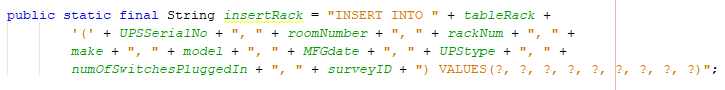 public static final String insertRack = "INSERT INTO " + tableRack +
'(' + UPSSerialNo + ", " + roomNumber + ", " + rackNum + ", " +
make + ", " + model + ", " + MFGdate + ", " + UPStype + ", " +
numOfSwitchesPluggedIn + ", " + surveyID + ") VALUES(?, ?, ?, ?, ?, ?, ?, ?, ?)";